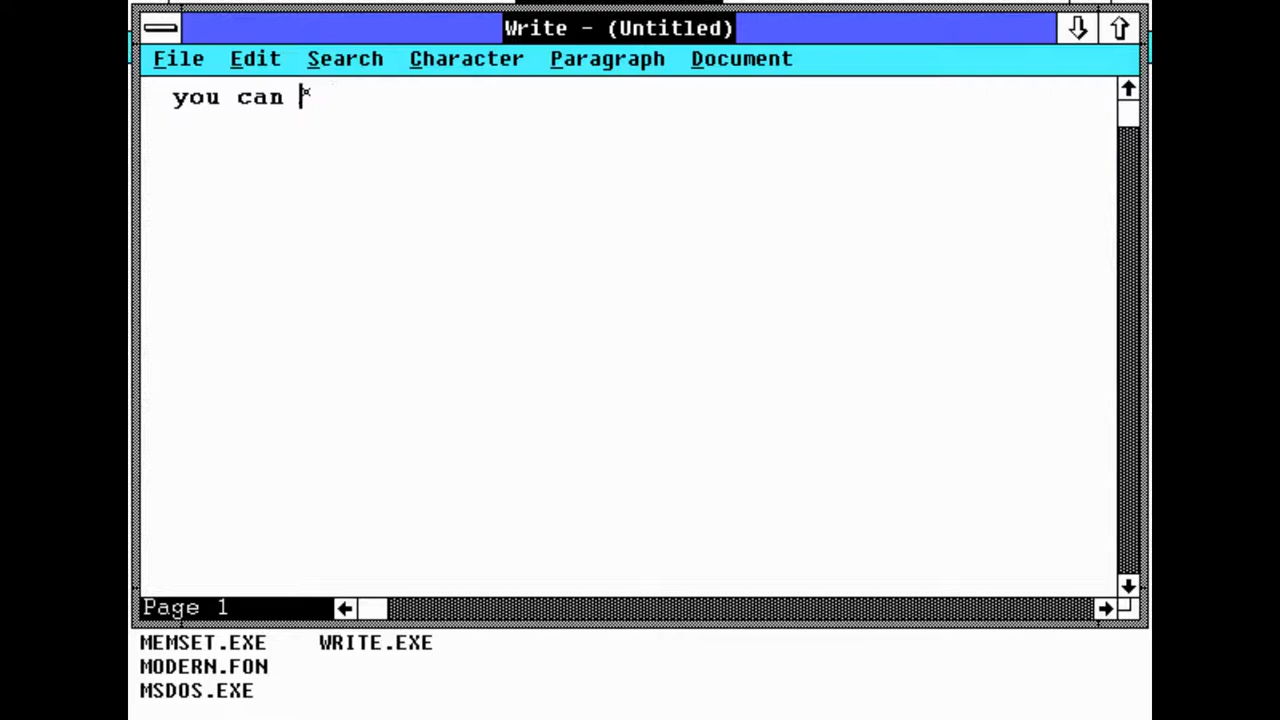 Write - (Untitled)
File Edit Search Character Paragraph Document
you can
Page 1
MEMSET.EXE WRITE.EXE
MODERN.FON
MSDOS.EXE